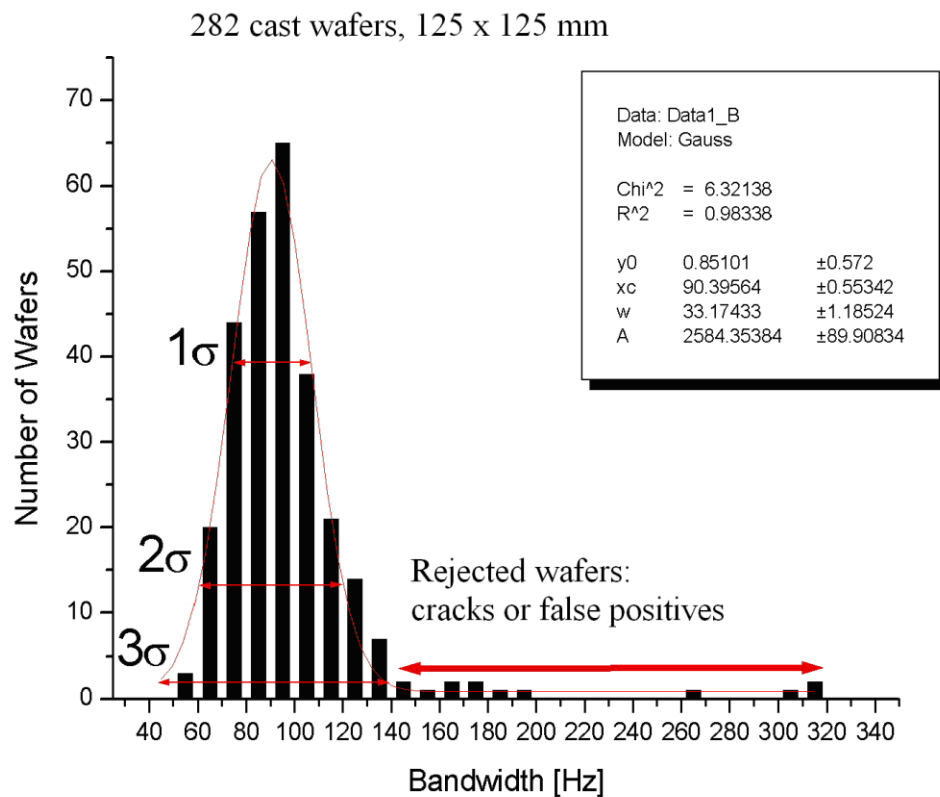 282 cast wafers, 125 x 125 mm
Data: Data1_B
Model: Gauss
Chi^2 = 6.32138
R^2 = 0.98338
y0 0.85101 ±0.572
xc 90.39564 ±0.55342
w 33.17433 ±1.18524
A 2584.35384 ±89.90834
Number of Wafers
70
60
50
40
30
20
10
0
1σ
2σ
3σ
Rejected wafers:
cracks or false positives
40 60 80 100 120 140 160 180 200 220 240 260 280 300 320 340
Bandwidth [Hz]